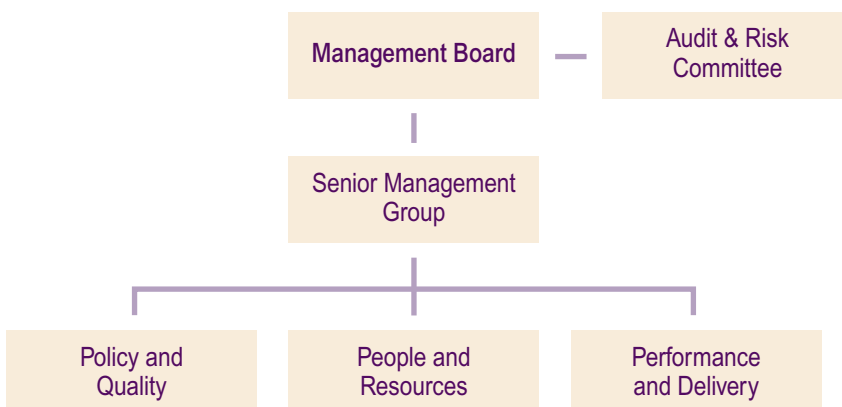 Management Board
Audit & Risk
Committee
Senior Management
Group
Policy and
Quality
People and
Resources
Performance
and Delivery